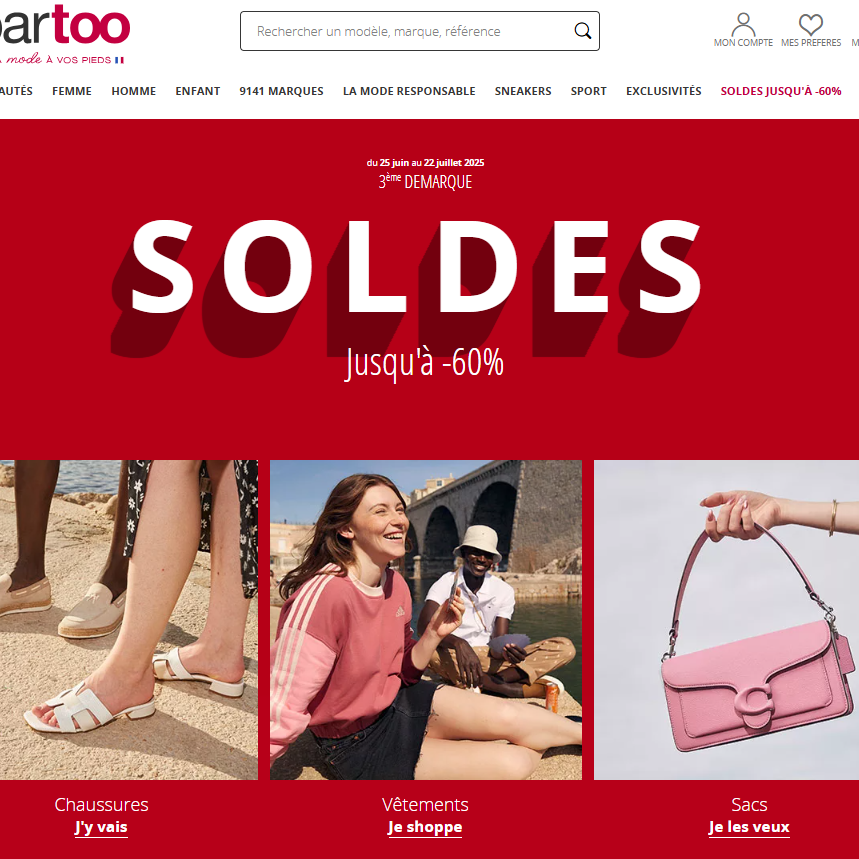 artoo
mode À VOS PIEDS
Rechercher un modèle, marque, référence
MON COMPTE
MES PREFERES
AUTÉS
FEMME
HOMME
ENFANT
9141 MARQUES
LA MODE RESPONSABLE
SNEAKERS
SPORT
EXCLUSIVITÉS
SOLDES JUSQU'À -60%
du 25 juin au 22 juillet 2025
3ème DEMARQUE
SOLDES
Jusqu'à -60%
adidas
Chaussures
J'y vais
Vêtements
Je shoppe
Sacs
Je les veux